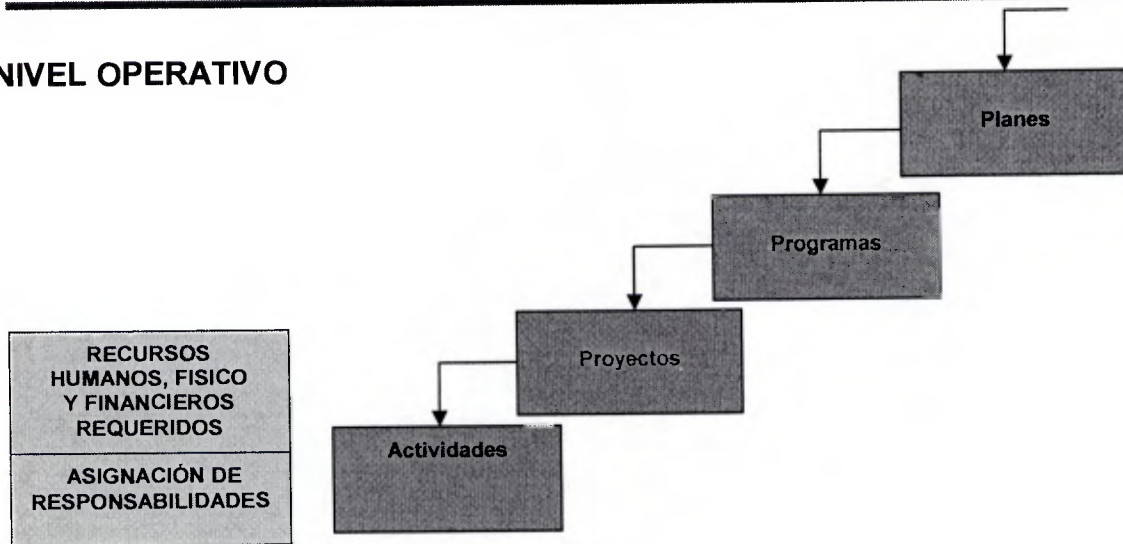 NIVEL OPERATIVO
Planes
Programas
Proyectos
Actividades
RECURSOS
HUMANOS, FISICO
Y FINANCIEROS
REQUERIDOS
ASIGNACIÓN DE
RESPONSABILIDADES